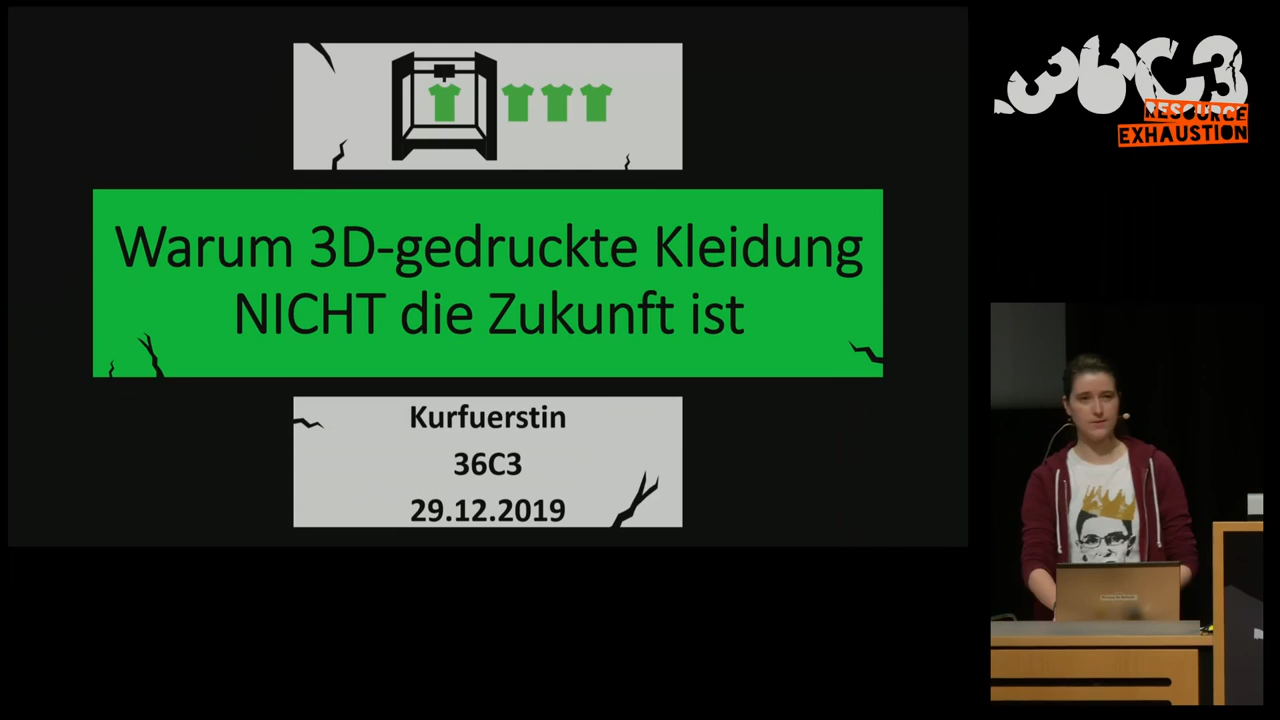 Warum 3D-gedruckte Kleidung
NICHT die Zukunft ist
Kurfuerstin
36C3
29.12.2019
36C3
RESOURCE
EXHAUSTION